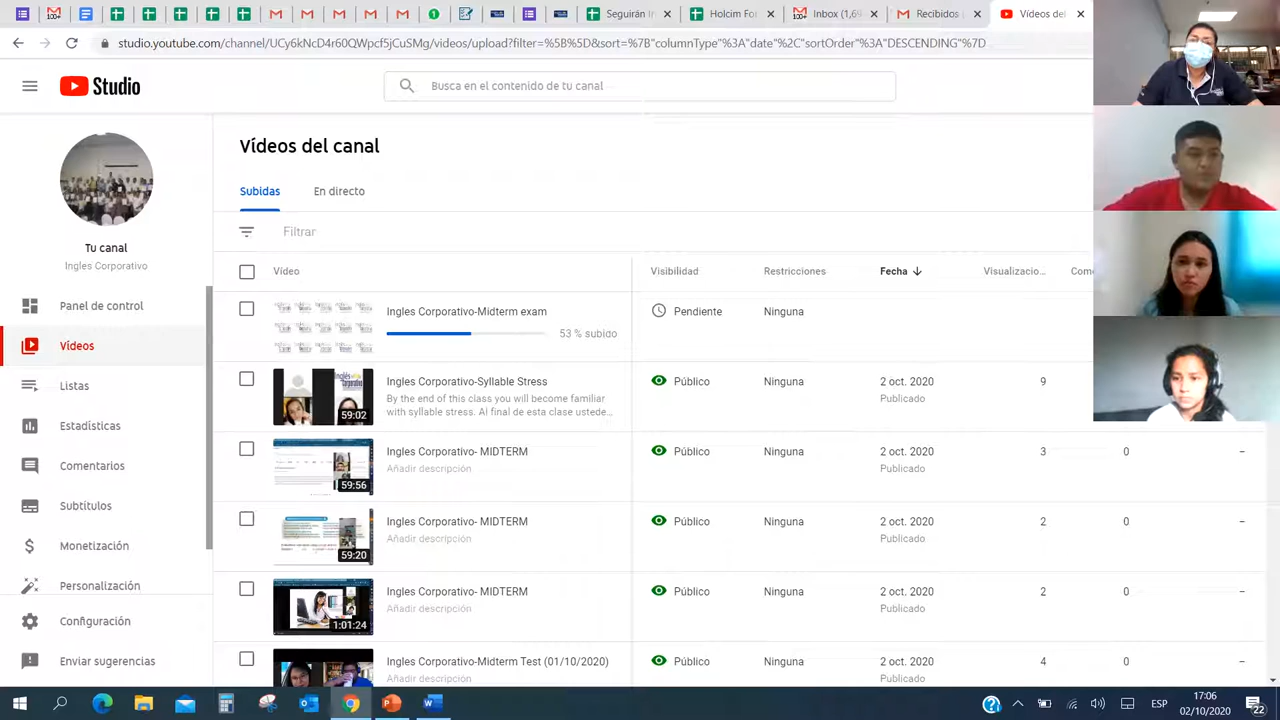 Seguirán In
Holcim Fo
Inbox (1.69
Recibidos
Vídeos del
studio.youtube.com/channel/UCy6kNcD4r60QWpcf5jCuLMg/videos/upload?filter=%5B%5D&sort=%7B"columnType"%3A"date"%2C"sortOrder"%3A"DESCENDING"%7D
Studio
Busca en el contenido de tu canal
Vídeos del canal
Subidas
En directo
Filtrar
Tu canal
Ingles Corporativo
Panel de control
Vídeos
Listas
Estadísticas
Comentarios
Subtítulos
Monetización
Personalización
Configuración
Enviar sugerencias
Vídeo
Visibilidad
Restricciones
Fecha
Visualizacio...
Ingles Corporativo-Midterm exam
53 % subido
Pendiente
Ninguna
59:02
Ingles Corporativo-Syllable Stress
By the end of this class you will become familiar
with syllable stress. Al final de esta clase ustede...
Público
Ninguna
2 oct. 2020
Publicado
9
59:56
Ingles Corporativo- MIDTERM
Añadir descripción
Público
Ninguna
2 oct. 2020
Publicado
3
0
–
59:20
Ingles Corporativo- MIDTERM
Añadir descripción
Público
Ninguna
2 oct. 2020
Publicado
2
0
–
1:01:24
Ingles Corporativo- MIDTERM
Añadir descripción
Público
Ninguna
2 oct. 2020
Publicado
2
0
–
Ingles Corporativo-Midterm Test (01/10/2020)
Añadir descripción
Público
Ninguna
2 oct. 2020
Publicado
0
–
ESP
17:06
02/10/2020
22